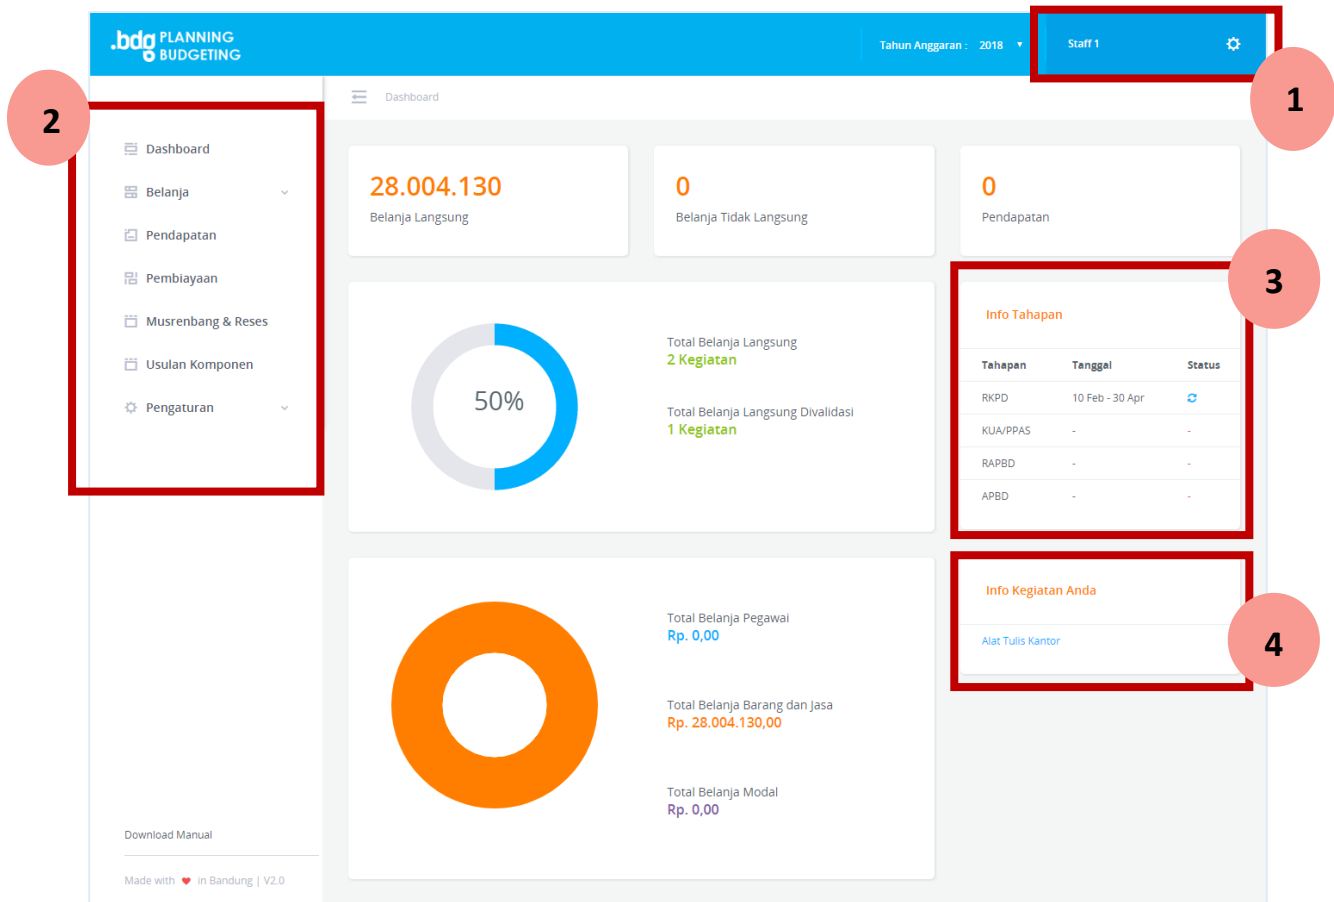 .bdg PLANNING
BUDGETING
Tahun Anggaran : 2018
Staff 1
1
2
Dashboard
Dashboard
Belanja
Pendapatan
Pembiayaan
Musrenbang & Reses
Usulan Komponen
Pengaturan
28.004.130
Belanja Langsung
0
Belanja Tidak Langsung
0
Pendapatan
50%
Total Belanja Langsung
2 Kegiatan
Total Belanja Langsung Divalidasi
1 Kegiatan
3
Info Tahapan
Tahapan Tanggal Status
RKPD 10 Feb - 30 Apr
KUA/PPAS - -
RAPBD - -
APBD - -
Total Belanja Pegawai
Rp. 0,00
Total Belanja Barang dan Jasa
Rp. 28.004.130,00
Total Belanja Modal
Rp. 0,00
Info Kegiatan Anda
Alat Tulis Kantor
4
Download Manual
Made with ♥ in Bandung | V2.0